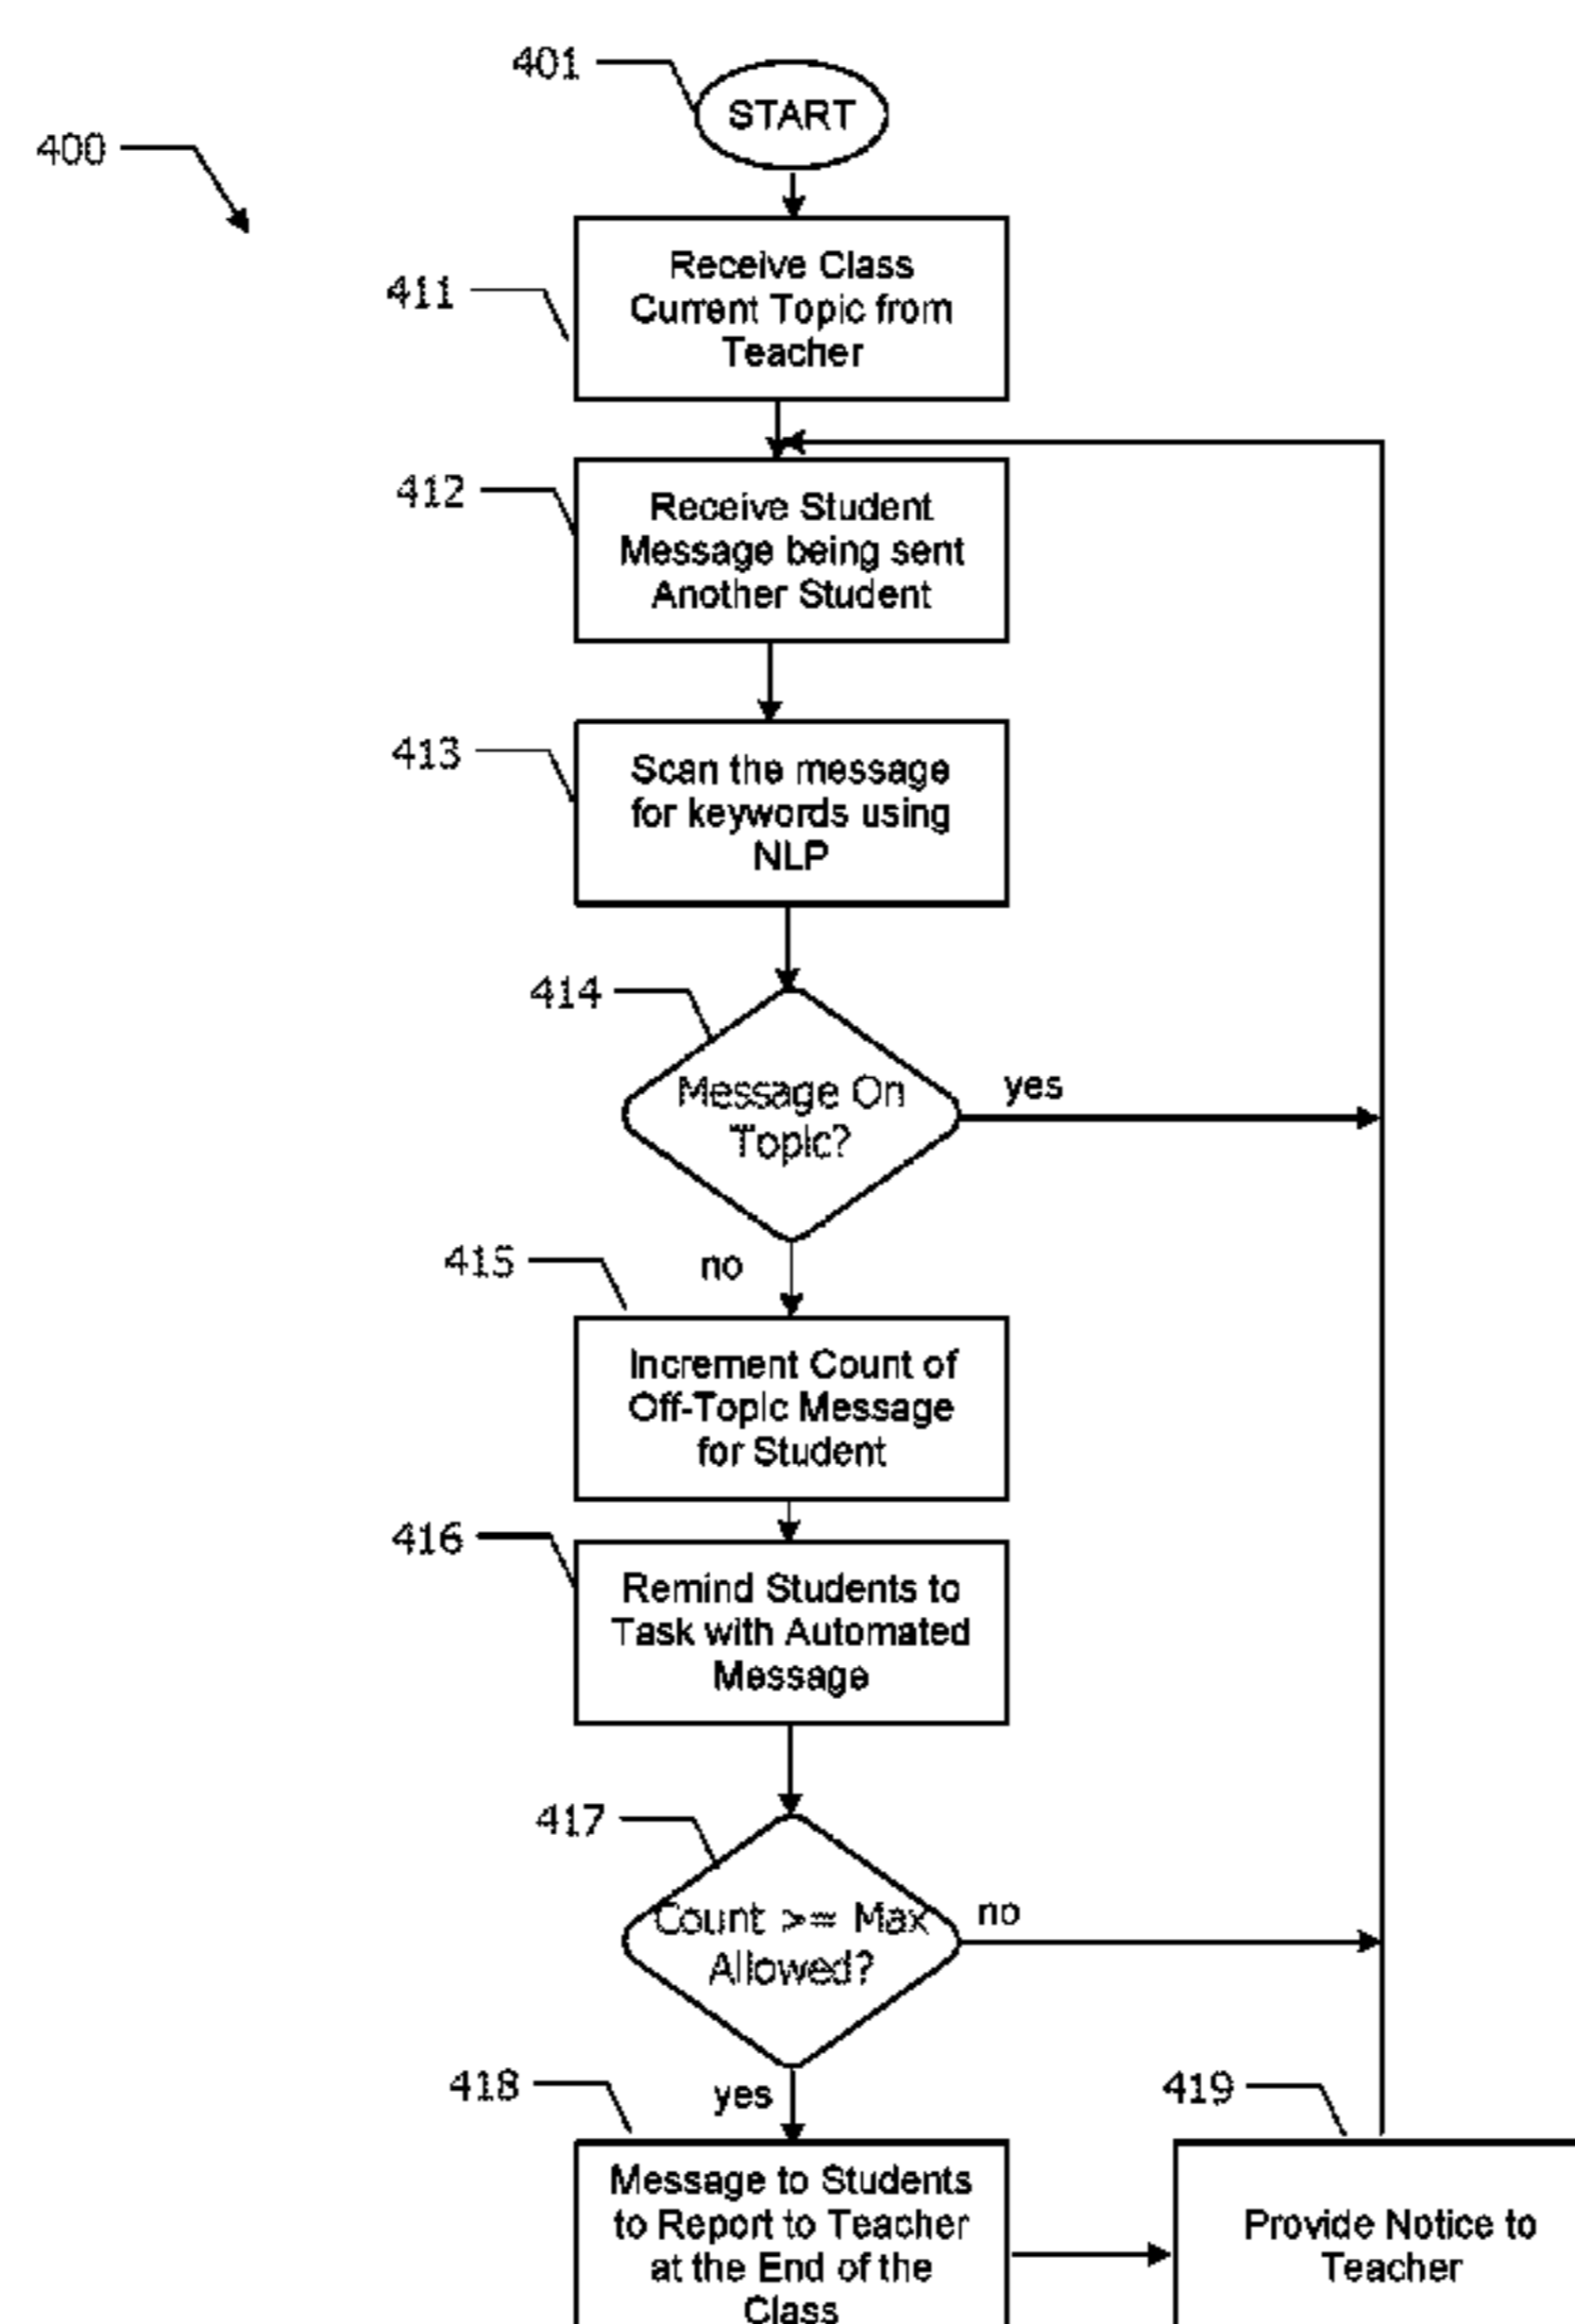 401
START
400
411
Receive Class
Current Topic from
Teacher
412
Receive Student
Message being sent
Another Student
413
Scan the message
for keywords using
NLP
414
Message On
Topic?
yes
no
415
Increment Count of
Off-Topic Message
for Student
416
Remind Students to
Task with Automated
Message
417
Count >= Max
Allowed?
no
yes
418
Message to Students
to Report to Teacher
at the End of the
Class
419
Provide Notice to
Teacher